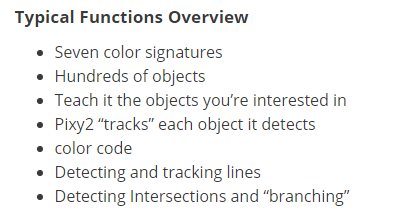 Typical Functions Overview
• Seven color signatures
• Hundreds of objects
• Teach it the objects you’re interested in
• Pixy2 “tracks” each object it detects
• color code
• Detecting and tracking lines
• Detecting Intersections and “branching”